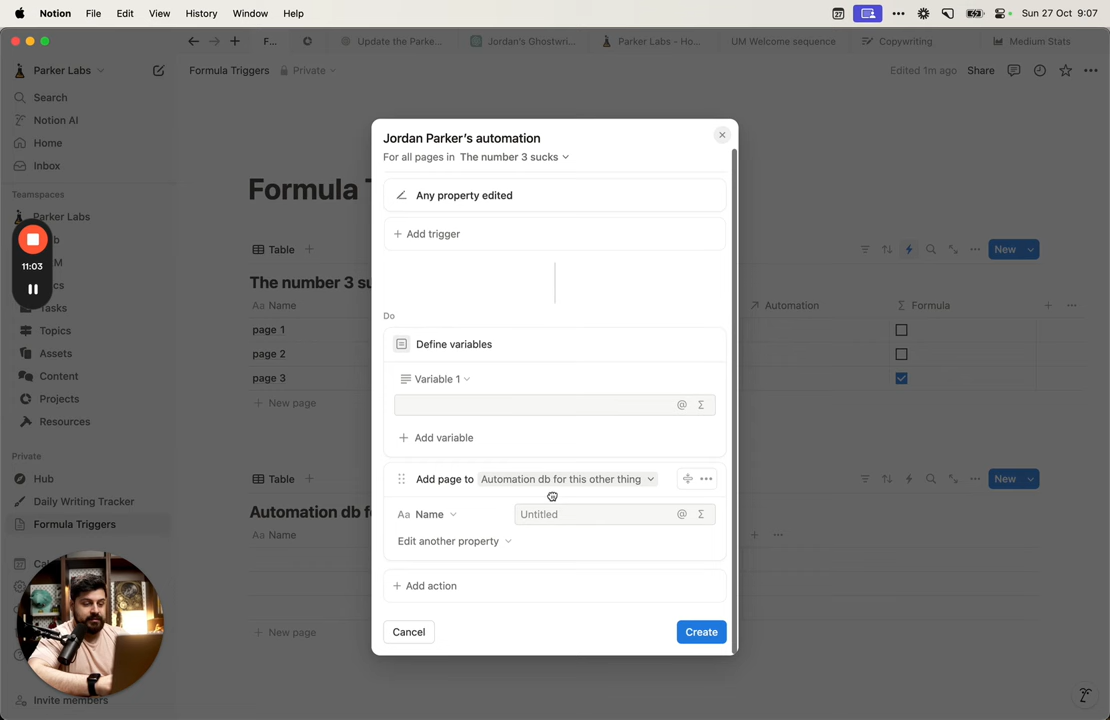 Notion File Edit View History Window Help
27 Sun 27 Oct 9:07
F... Update the Parke... Jordan's Ghostwri... Parker Labs – Ho... UM Welcome sequence Copywriting Medium Stats
Parker Labs
Formula Triggers Private
Edited 1m ago Share
Search
Notion AI
Home
Inbox
Teamspaces
Parker Labs
11:03
Tasks
Topics
Assets
Content
Projects
Resources
Private
Hub
Daily Writing Tracker
Formula Triggers
Invite members
Formula T
Table
New
The number 3 su
Aa Name
Automation
Σ Formula
page 1
page 2
page 3
+ New page
Table
New
Automation db f
Aa Name
+ New page
Jordan Parker's automation
For all pages in The number 3 sucks
Any property edited
+ Add trigger
Do
Define variables
Variable 1
@ Σ
+ Add variable
Add page to Automation db for this other thing
Aa Name Untitled @ Σ
Edit another property
+ Add action
Cancel Create